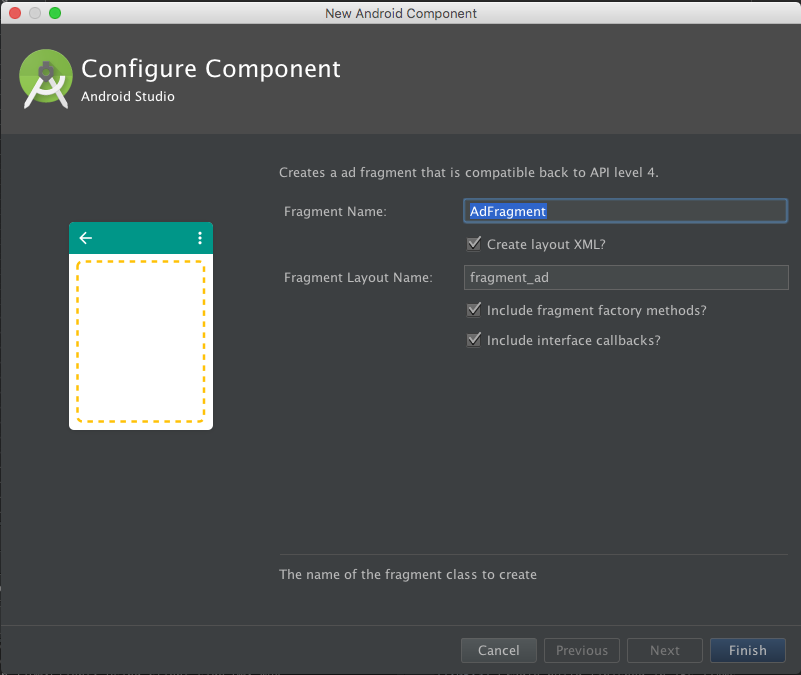 New Android Component
Configure Component
Android Studio
Creates a ad fragment that is compatible back to API level 4.
Fragment Name:
AdFragment
Create layout XML?
Fragment Layout Name:
fragment_ad
Include fragment factory methods?
Include interface callbacks?
The name of the fragment class to create
Cancel
Previous
Next
Finish